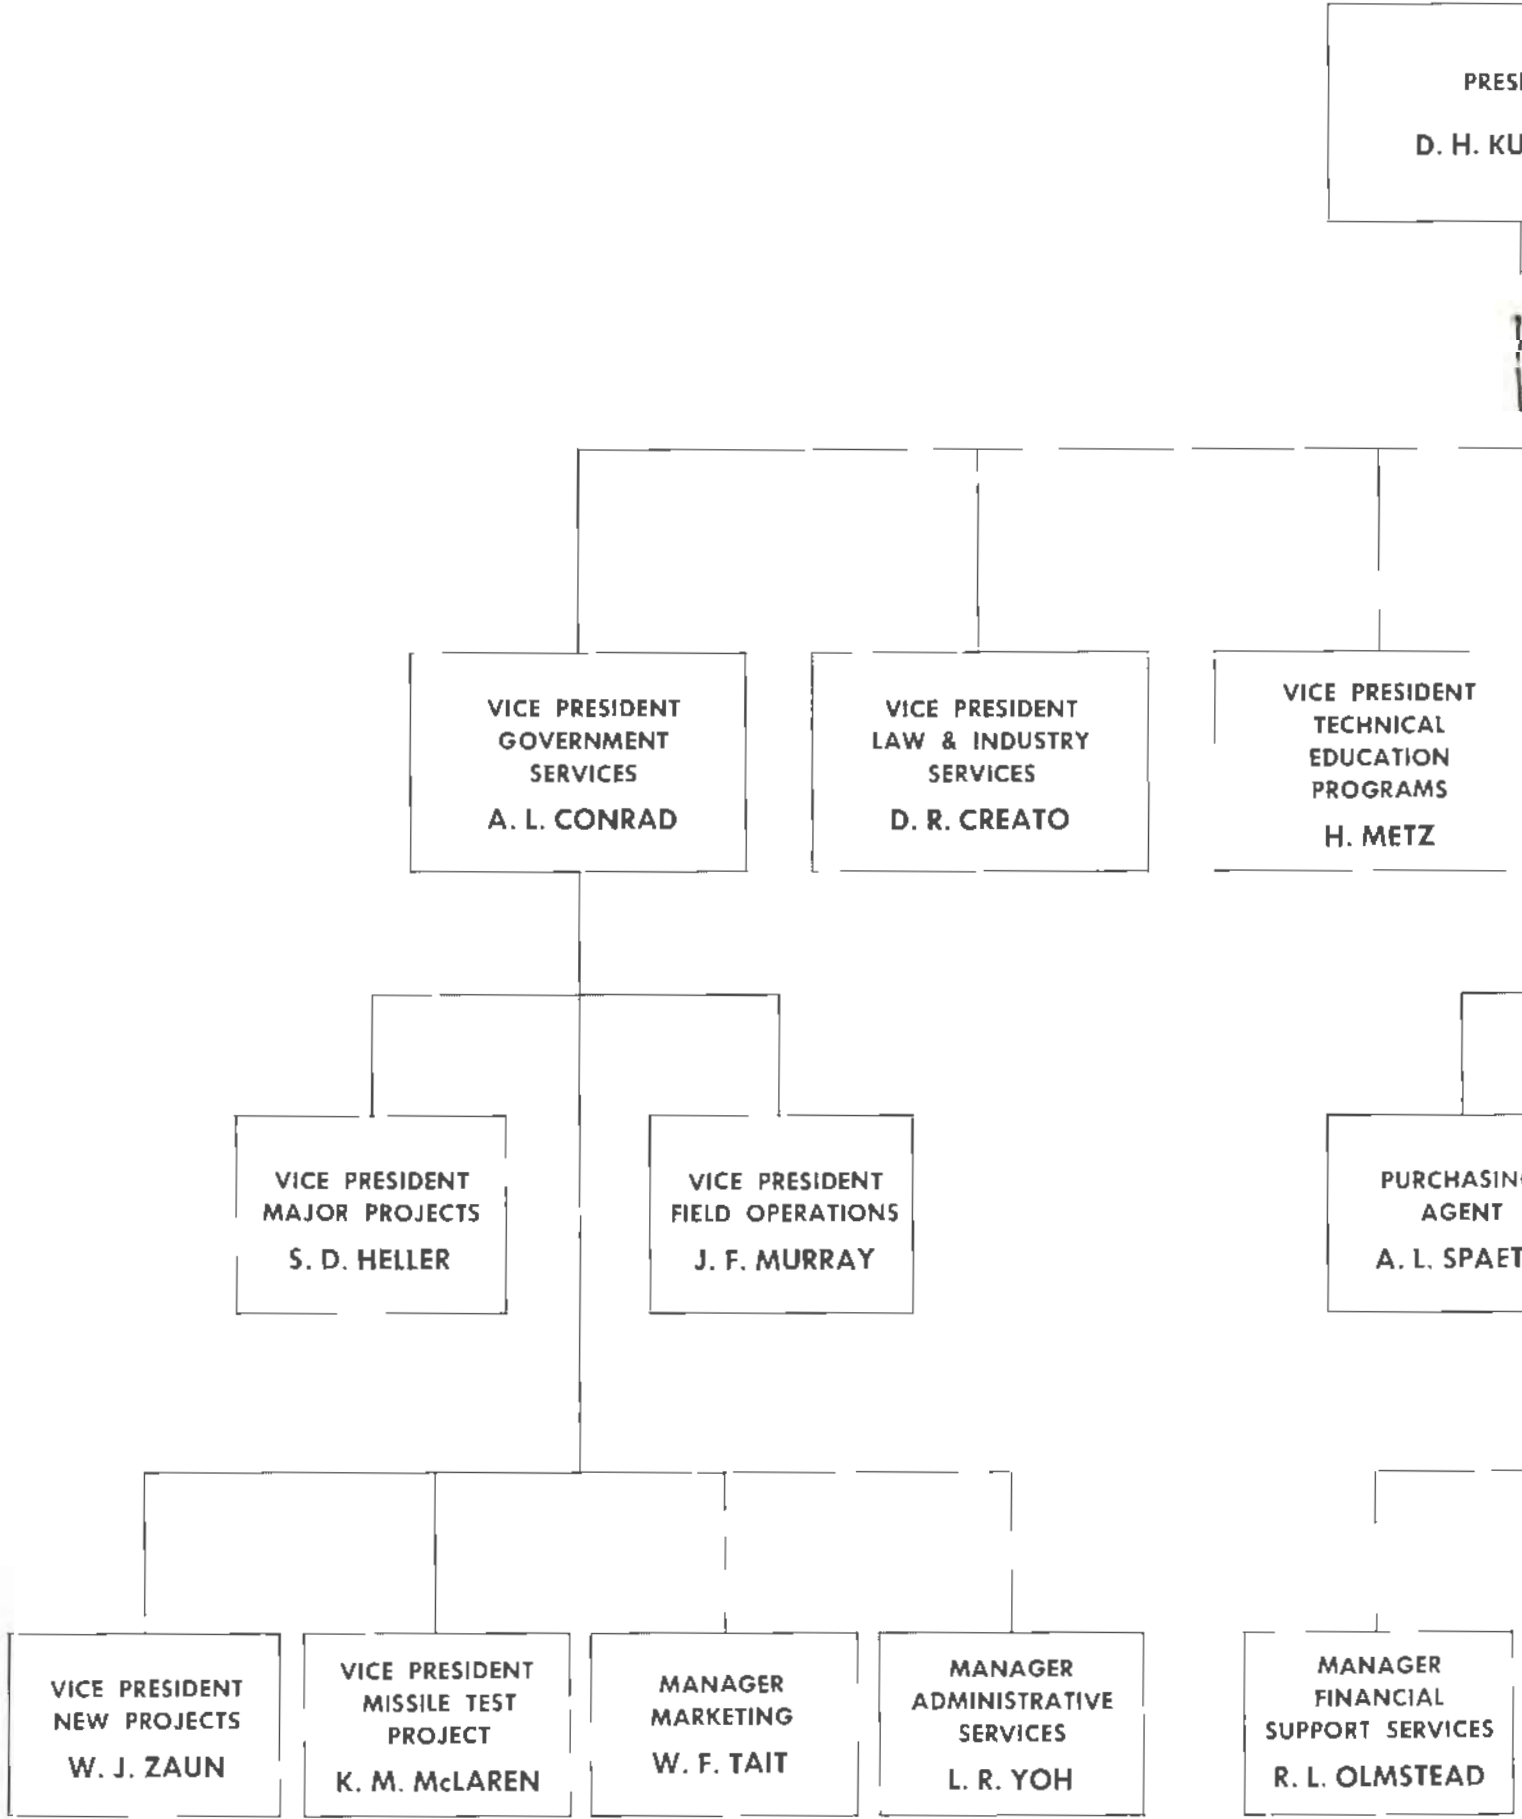 D. H.
VICE PRESIDENT
GOVERNMENT
SERVICES
A. L. CONRAD
VICE PRESIDENT
LAW & INDUSTRY
SERVICES
D. R. CREATO
VICE PRESIDENT
TECHNICAL
EDUCATION
PROGRAMS
H. METZ
VICE PRESIDENT
MAJOR PROJECTS
S. D. HELLER
VICE PRESIDENT
FIELD OPERATIONS
J. F. MURRAY
AGENT
A. L.
VICE PRESIDENT
NEW PROJECTS
W. J. ZAUN
VICE PRESIDENT
MISSILE TEST
PROJECT
K. M. McLAREN
MANAGER
MARKETING
W. F. TAIT
MANAGER
ADMINISTRATIVE
SERVICES
L. R. YOH
MANAGER
FINANCIAL
SUPPORT SERVICES
R. L. OLMSTEAD